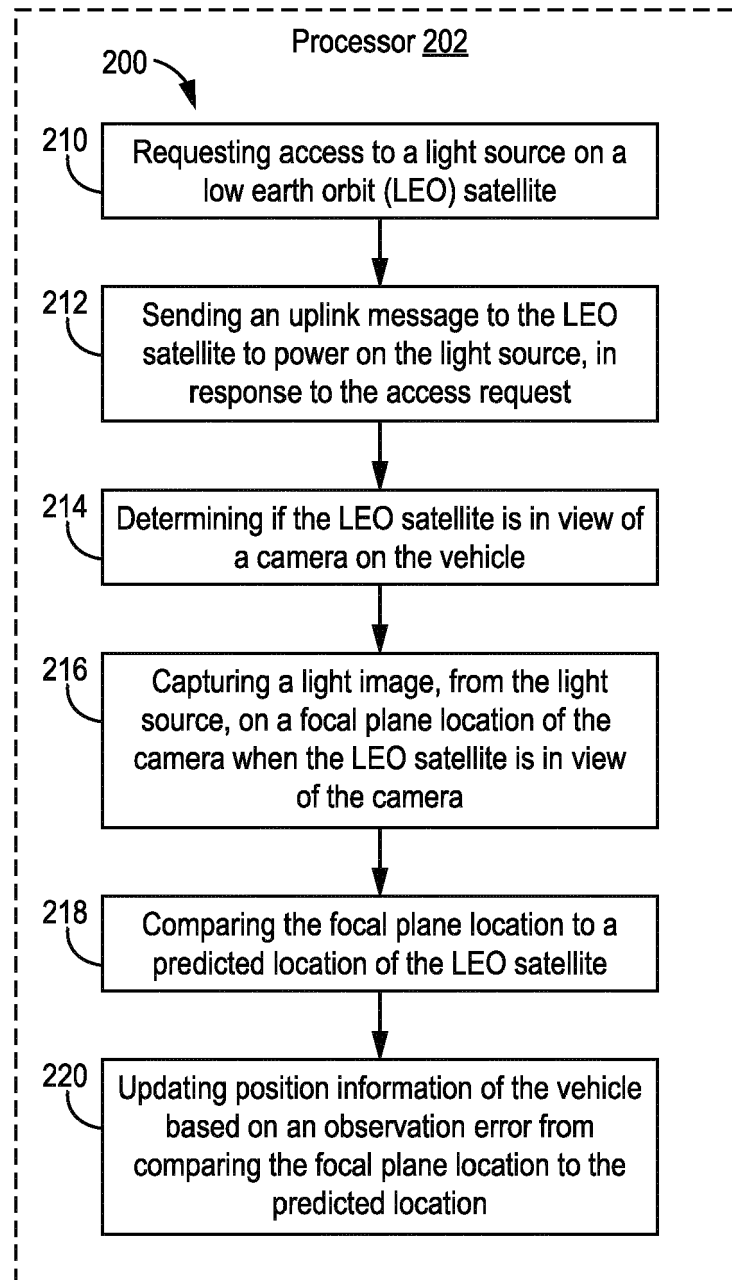 Processor 202
200
210
Requesting access to a light source on a
low earth orbit (LEO) satellite
212
Sending an uplink message to the LEO
satellite to power on the light source, in
response to the access request
214
Determining if the LEO satellite is in view of
a camera on the vehicle
216
Capturing a light image, from the light
source, on a focal plane location of the
camera when the LEO satellite is in view
of the camera
218
Comparing the focal plane location to a
predicted location of the LEO satellite
220
Updating position information of the vehicle
based on an observation error from
comparing the focal plane location to the
predicted location